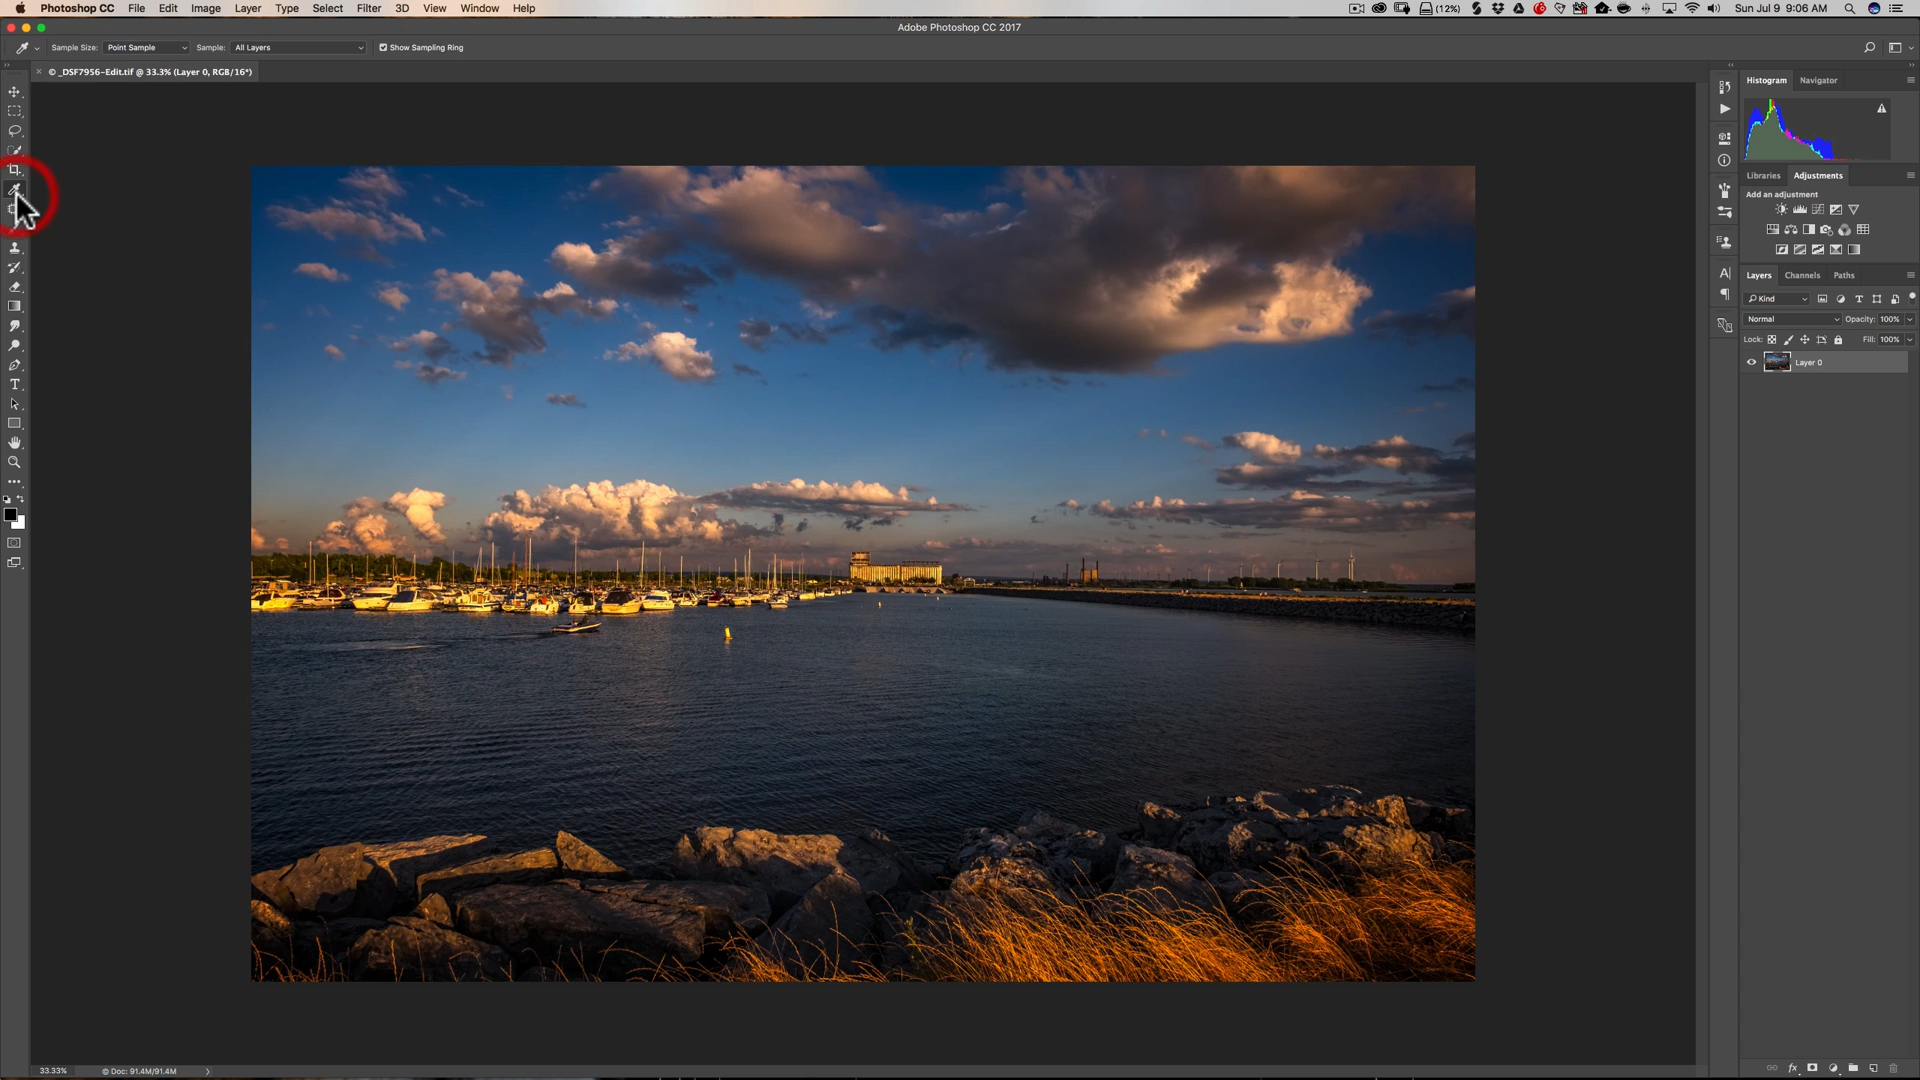 Photoshop CC File Edit Image Layer Type Select Filter 3D View Window Help (12%) Sun Jul 9 9:06 AM
Adobe Photoshop CC 2017
Sample Size: Point Sample Sample: All Layers Show Sampling Ring
© _DSF7956-Edit.tif @ 33.3% (Layer 0, RGB/16*)
Histogram Navigator
Libraries Adjustments
Add an adjustment
Layers Channels Paths
Kind
Normal Opacity: 100%
Lock: Fill: 100%
Layer 0
33.33% Doc: 91.4M/91.4M